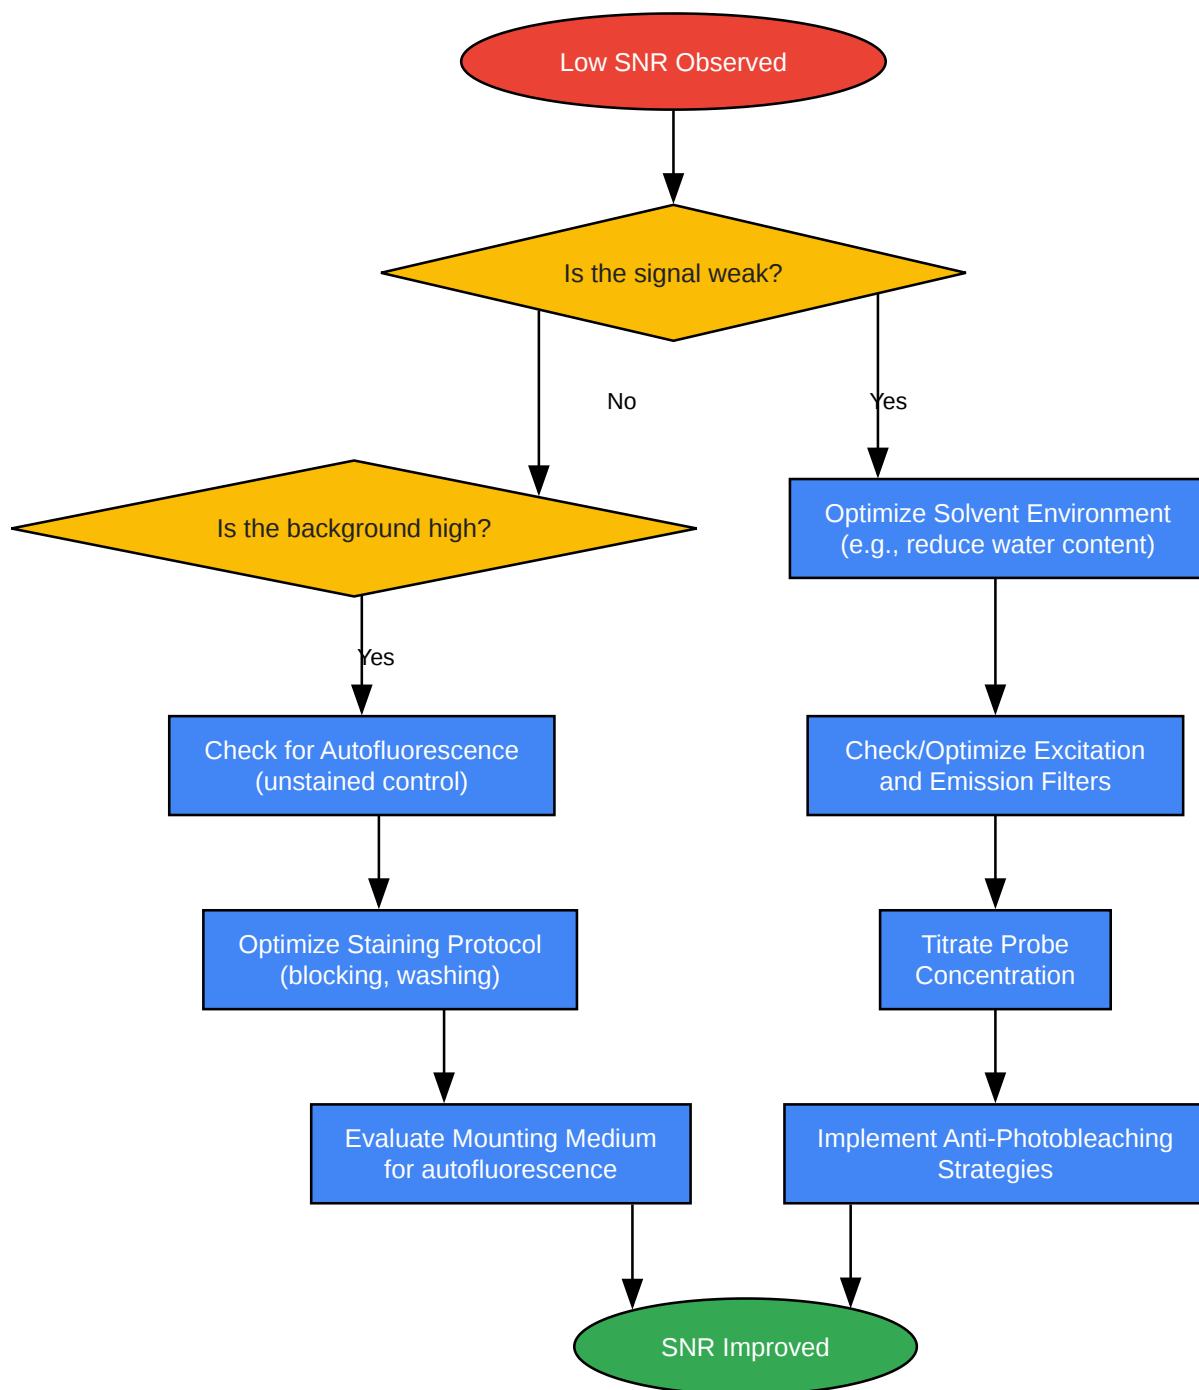 Low SNR Observed
Is the signal weak?
No
Yes
Is the background high?
Optimize Solvent Environment
(e.g., reduce water content)
Yes
Check for Autofluorescence
(unstained control)
Check/Optimize Excitation
and Emission Filters
Optimize Staining Protocol
(blocking, washing)
Titrate Probe
Concentration
Evaluate Mounting Medium
for autofluorescence
Implement Anti-Photobleaching
Strategies
SNR Improved